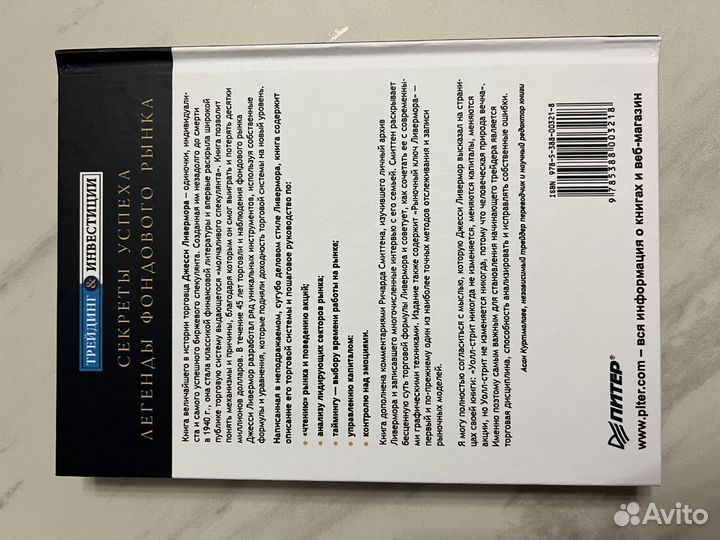 ТРЕЙДИНГ & ИНВЕСТИЦИИ
СЕКРЕТЫ УСПЕХА
ЛЕГЕНДЫ ФОНДОВОГО РЫНКА
Книга величайшего в истории торговца Джесси Ливермора — одиночки, индивидуали-
ста и самого успешного биржевого спекулянта. Созданная им незадолго до смерти
в 1940 г., она стала классикой финансовой литературы и впервые раскрыла широкой
публике торговую систему выдающегося «молчаливого спекулянта». Книга позволит
понять механизмы и причины, благодаря которым он смог выиграть и потерять десятки
миллионов долларов. В течение 45 лет торговли и наблюдения фондового рынка
Джесси Ливермор разработал ряд уникальных инструментов, используя собственные
формулы и уравнения, которые подняли доходность торговой системы на новый уровень.
Написанная в неподражаемом, сугубо деловом стиле Ливермора, книга содержит
описание его торговой системы и пошаговое руководство по:
• «чтению» рынка и поведению акций;
• анализу лидирующих секторов рынка;
• таймингу — выбору времени работы на рынке;
• управлению капиталом;
• контролю над эмоциями.
Книга дополнена комментариями Ричарда Смиттена, изучившего личный архив
Ливермора и записавшего многочисленные интервью с его семьей. Смиттен раскрывает
бесценную суть торговой формулы Ливермора и советует, как сочетать ее с современны-
ми графическими техниками. Издание также содержит «Рыночный ключ Ливермора» —
первый и по-прежнему один из наиболее точных методов отслеживания и записи
рыночных моделей.
Я могу полностью согласиться с мыслью, которую Джесси Ливермор высказал на страни-
цах своей книги: «Уолл-стрит никогда не изменяется, меняются капиталы, меняются
акции, но Уолл-стрит не изменяется никогда, потому что человеческая природа вечна».
Именно поэтому самым важным для становления начинающего трейдера является
торговая дисциплина, способность анализировать и исправлять собственные ошибки.
Асан Куртмалаев, независимый трейдер переводчик и научный редактор книги
ПИТЕР®
ISBN 978-5-388-00321-8
9 785388 003218
www.piter.com — вся информация о книгах и веб-магазин
Avito